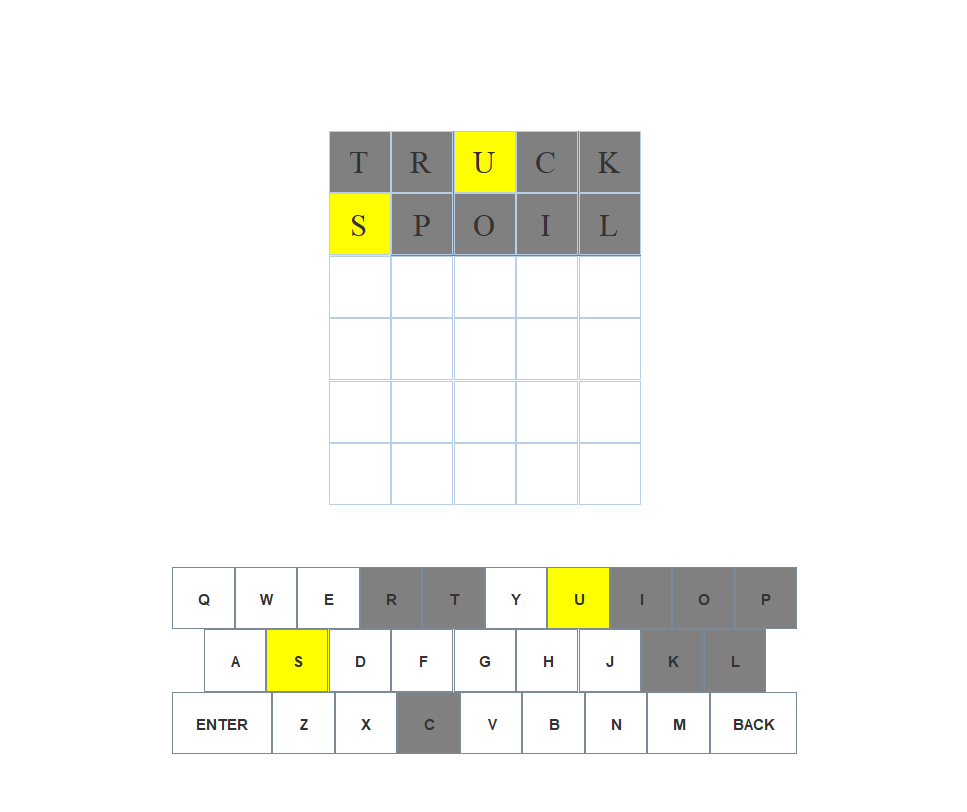 T R U C K
S P O I L
Q W E R T Y U I O P
A S D F G H J K L
ENTER Z X C V B N M BACK